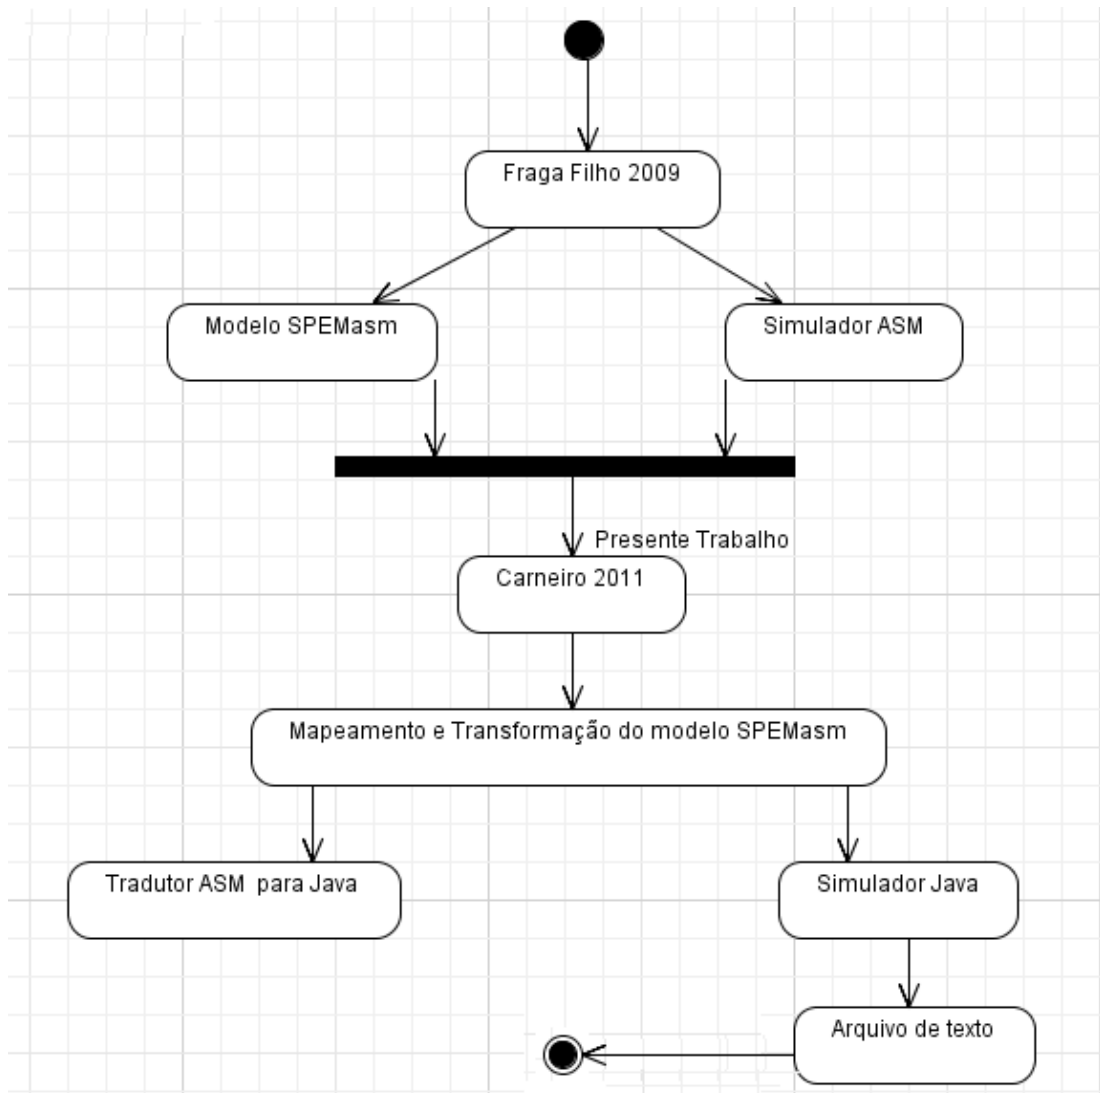 Fraga Filho 2009
Modelo SPEMasm
Simulador ASM
Presente Trabalho
Carneiro 2011
Mapeamento e Transformação do modelo SPEMasm
Tradutor ASM  para Java
Simulador Java
Arquivo de texto